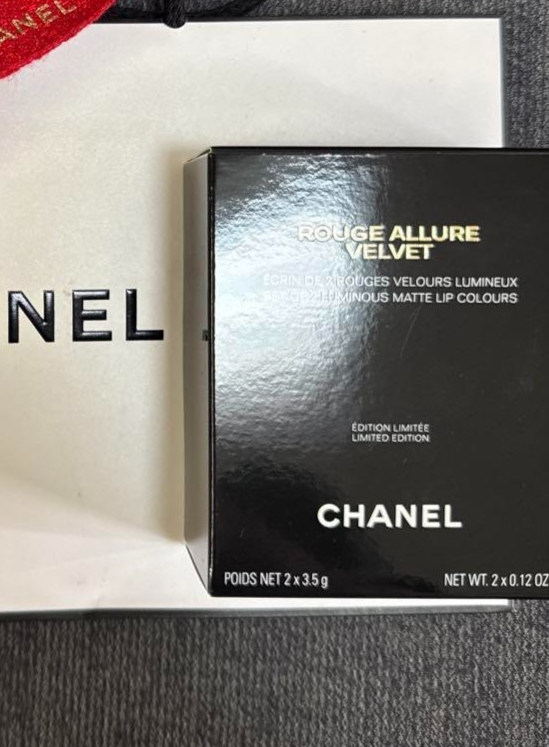 ANEL
NEL
ROUGE ALLURE
VELVET
ÉCRIN DE 2 ROUGES VELOURS LUMINEUX
LUMINOUS MATTE LIP COLOURS
ÉDITION LIMITÉE
LIMITED EDITION
CHANEL
POIDS NET 2 x 3.5 g
NET WT. 2 x 0.12 OZ